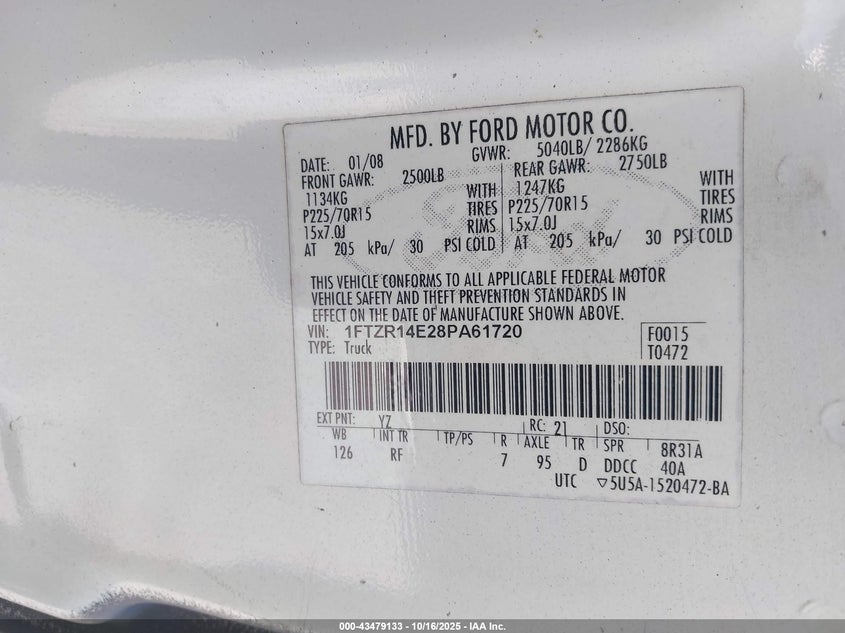 MFD. BY FORD MOTOR CO.
DATE: 01/08 GVWR: 5040LB/ 2286KG
FRONT GAWR: 2500LB REAR GAWR: 2750LB
1134KG WITH 1247KG WITH
P225/70R15 TIRES P225/70R15 TIRES
15x7.0J RIMS 15x7.0J RIMS
AT 205 kPa/ 30 PSI COLD AT 205 kPa/ 30 PSI COLD
Ford
THIS VEHICLE CONFORMS TO ALL APPLICABLE FEDERAL MOTOR
VEHICLE SAFETY AND THEFT PREVENTION STANDARDS IN
EFFECT ON THE DATE OF MANUFACTURE SHOWN ABOVE.
VIN: 1FTZR14E28PA61720 F0015
TYPE: Truck T0472
EXT PNT: YZ RC: 21 DSO:
WB INT TR TP/PS R AXLE TR SPR 8R31A
126 RF 7 95 D DDCC 40A
UTC ▽5U5A-1520472-BA
000-43479133 - 10/16/2025 - IAA Inc.